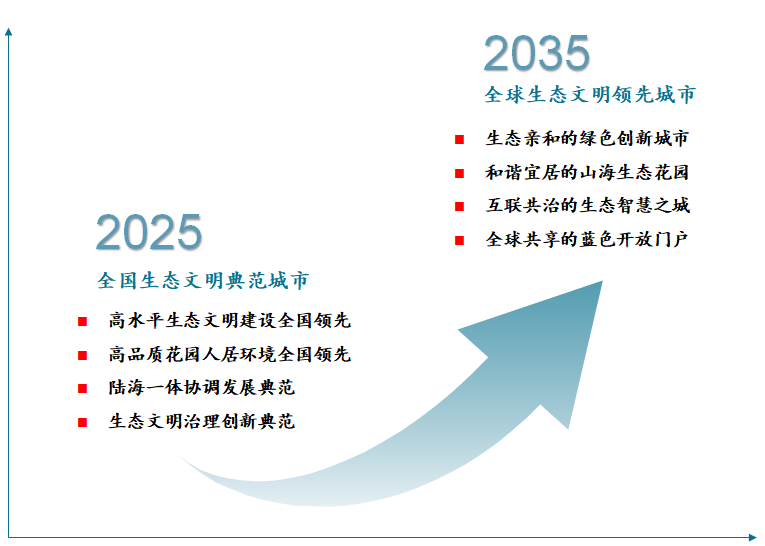 2035
全球生态文明领先城市
生态亲和的绿色创新城市
和谐宜居的山海生态花园
互联共治的生态智慧之城
全球共享的蓝色开放门户
2025
全国生态文明典范城市
高水平生态文明建设全国领先
高品质花园人居环境全国领先
陆海一体协调发展典范
生态文明治理创新典范